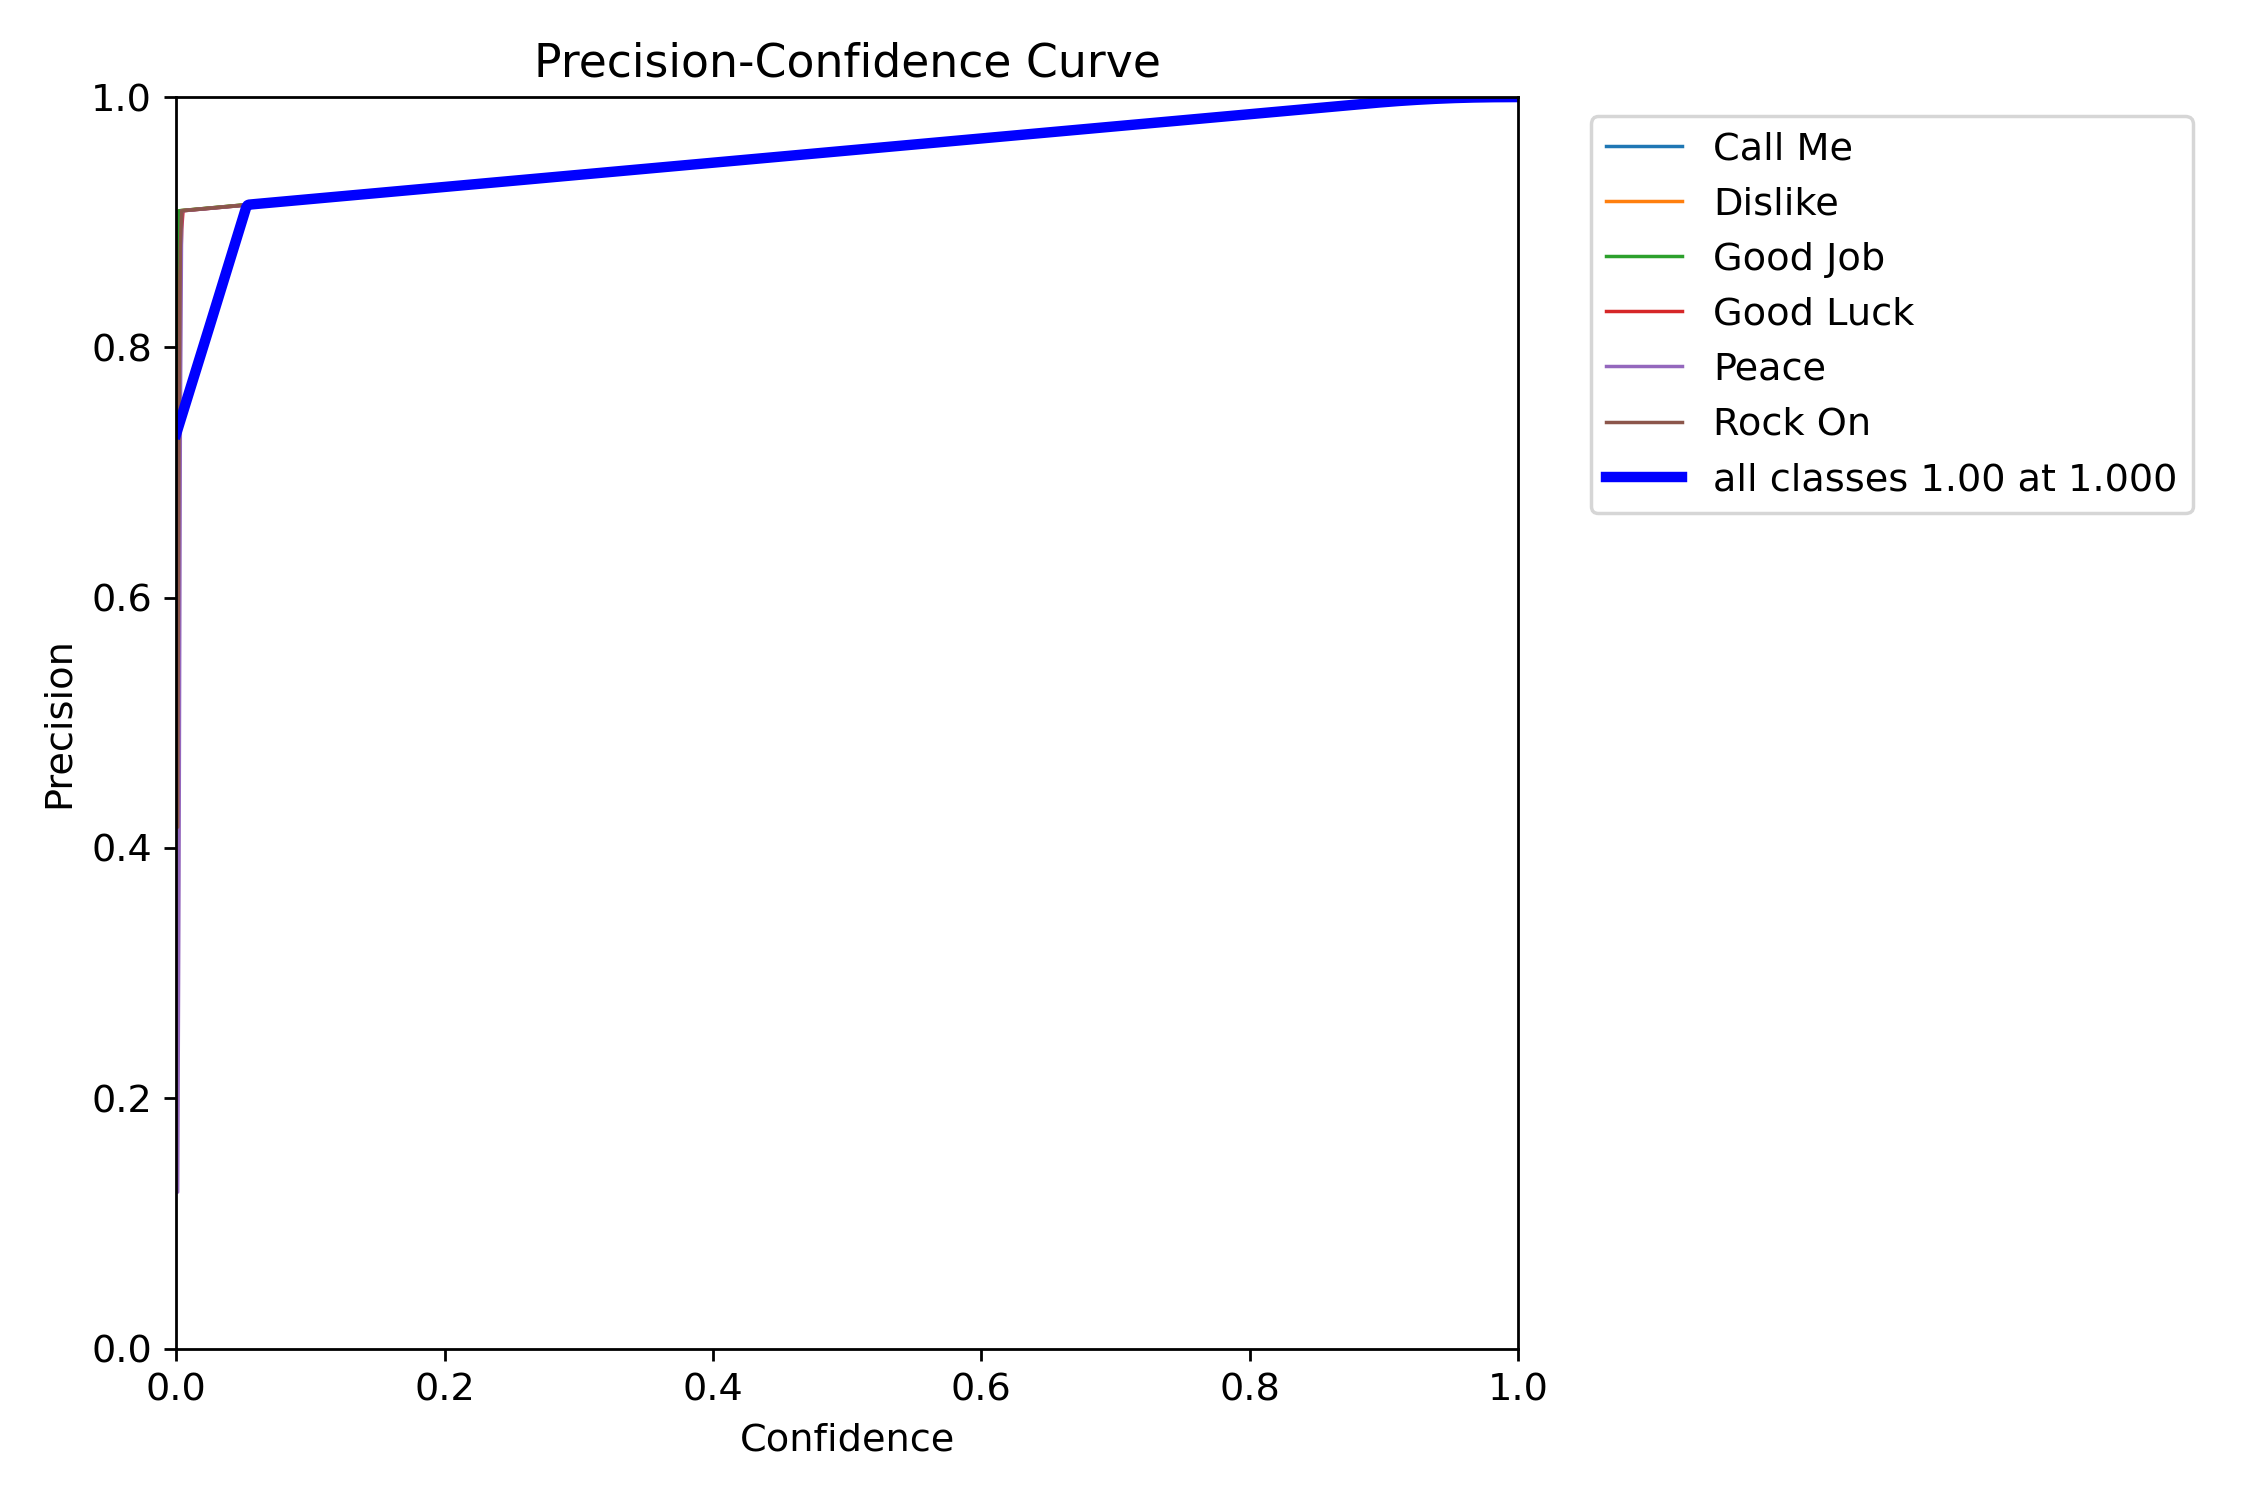 Precision-Confidence Curve
1.0
0.8
0.6
0.4
0.2
0.0
Precision
0.0 0.2 0.4 0.6 0.8 1.0
Confidence
Call Me
Dislike
Good Job
Good Luck
Peace
Rock On
all classes 1.00 at 1.000